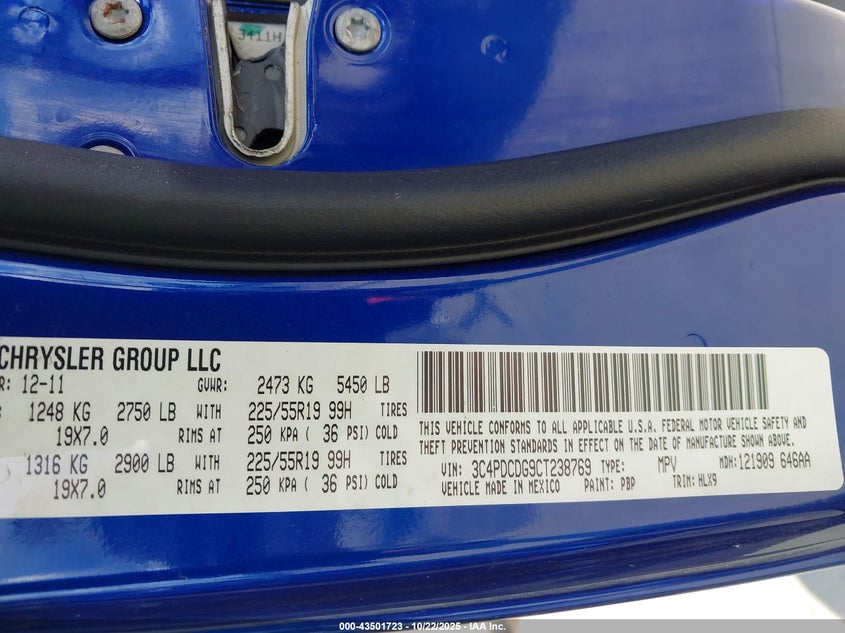 3411H
CHRYSLER GROUP LLC
R: 12-11 GVWR: 2473 KG 5450 LB
: 1248 KG 2750 LB WITH 225/55R19 99H TIRES
19X7.0 RIMS AT 250 KPA ( 36 PSI) COLD
: 1316 KG 2900 LB WITH 225/55R19 99H TIRES
19X7.0 RIMS AT 250 KPA ( 36 PSI) COLD
THIS VEHICLE CONFORMS TO ALL APPLICABLE U.S.A. FEDERAL MOTOR VEHICLE SAFETY AND
THEFT PREVENTION STANDARDS IN EFFECT ON THE DATE OF MANUFACTURE SHOWN ABOVE.
VIN: 3C4PDCDG9CT238769 TYPE: MPV MDH: 121909 646AA
VEHICLE MADE IN MEXICO PAINT: PBP TRIM: HLX9
000-43501723 - 10/22/2025 - IAA Inc.